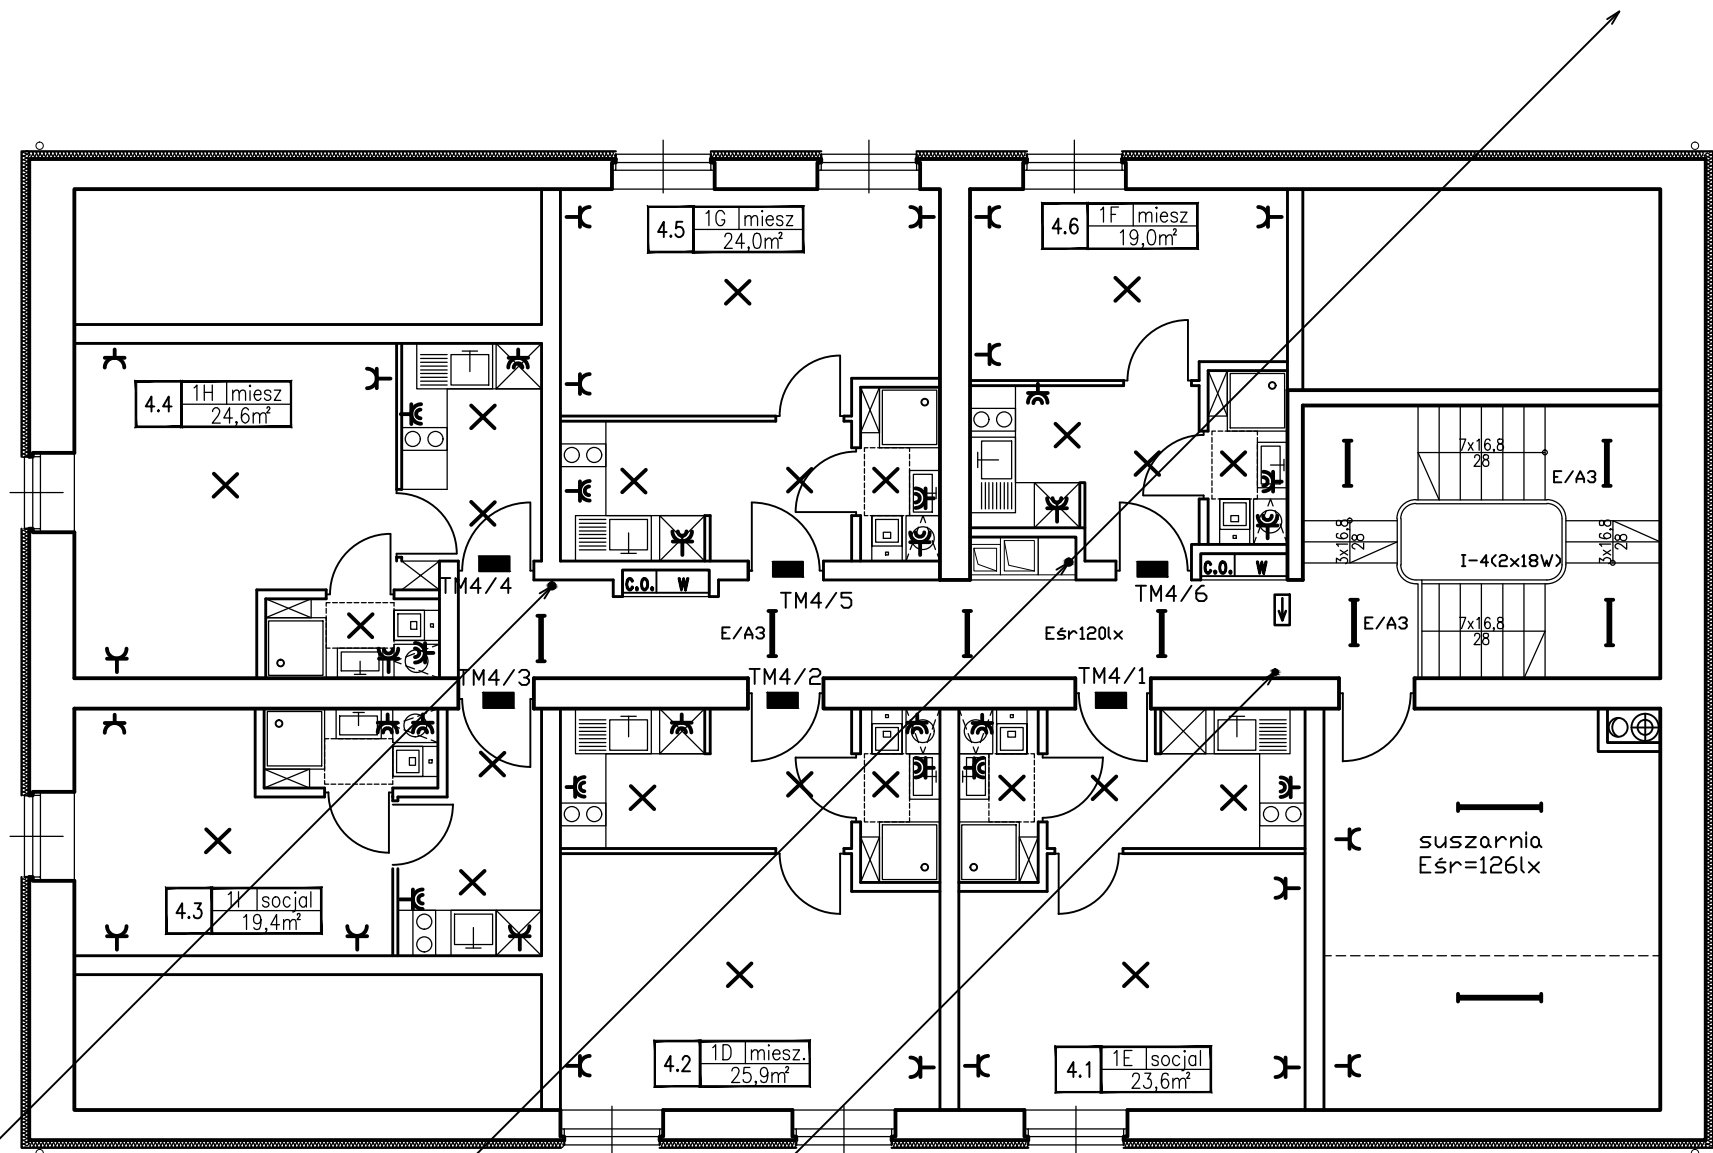 4.5 1G miesz
24,0m²
4.6 1F miesz
19,0m²
4.4 1H miesz
24,6m²
7x16,8
28
E/A3
3x16,8
28
3x16,8
28
I-4(2x18W)
TM4/4
C.O. W
TM4/5
TM4/6
C.O. W
E/A3
Eśr120lx
E/A3
7x16,8
28
TM4/3
TM4/2
TM4/1
suszarnia
Eśr=126lx
4.3 1I socjal
19,4m²
4.2 1D miesz.
25,9m²
4.1 1E socjal
23,6m²